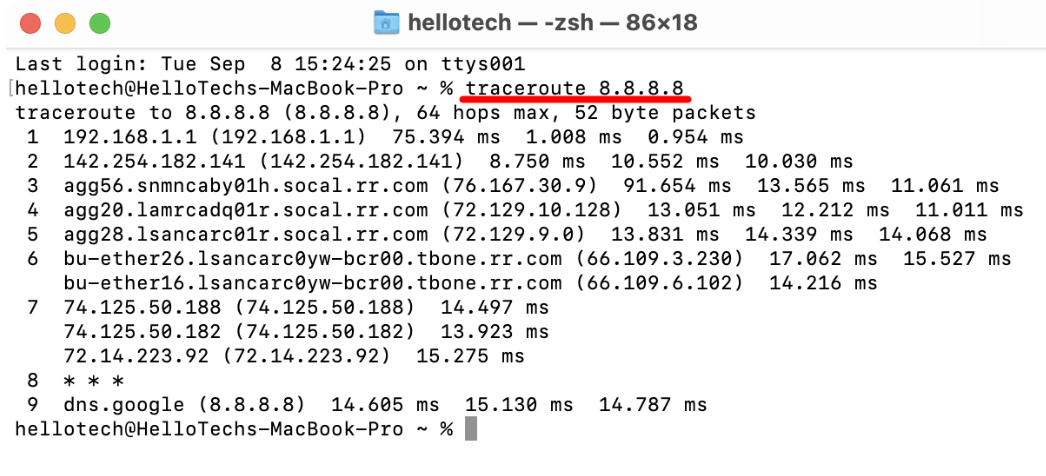 hellotech — -zsh — 86×18
Last login: Tue Sep  8 15:24:25 on ttys001
[hellotech@HelloTechs-MacBook-Pro ~ % traceroute 8.8.8.8
traceroute to 8.8.8.8 (8.8.8.8), 64 hops max, 52 byte packets
 1  192.168.1.1 (192.168.1.1)  75.394 ms  1.008 ms  0.954 ms
 2  142.254.182.141 (142.254.182.141)  8.750 ms  10.552 ms  10.030 ms
 3  agg56.snmncaby01h.socal.rr.com (76.167.30.9)  91.654 ms  13.565 ms  11.061 ms
 4  agg20.lamrcadq01r.socal.rr.com (72.129.10.128)  13.051 ms  12.212 ms  11.011 ms
 5  agg28.lsancarc01r.socal.rr.com (72.129.9.0)  13.831 ms  14.339 ms  14.068 ms
 6  bu-ether26.lsancarc0yw-bcr00.tbone.rr.com (66.109.3.230)  17.062 ms  15.527 ms
    bu-ether16.lsancarc0yw-bcr00.tbone.rr.com (66.109.6.102)  14.216 ms
 7  74.125.50.188 (74.125.50.188)  14.497 ms
    74.125.50.182 (74.125.50.182)  13.923 ms
    72.14.223.92 (72.14.223.92)  15.275 ms
 8  * * *
 9  dns.google (8.8.8.8)  14.605 ms  15.130 ms  14.787 ms
hellotech@HelloTechs-MacBook-Pro ~ %